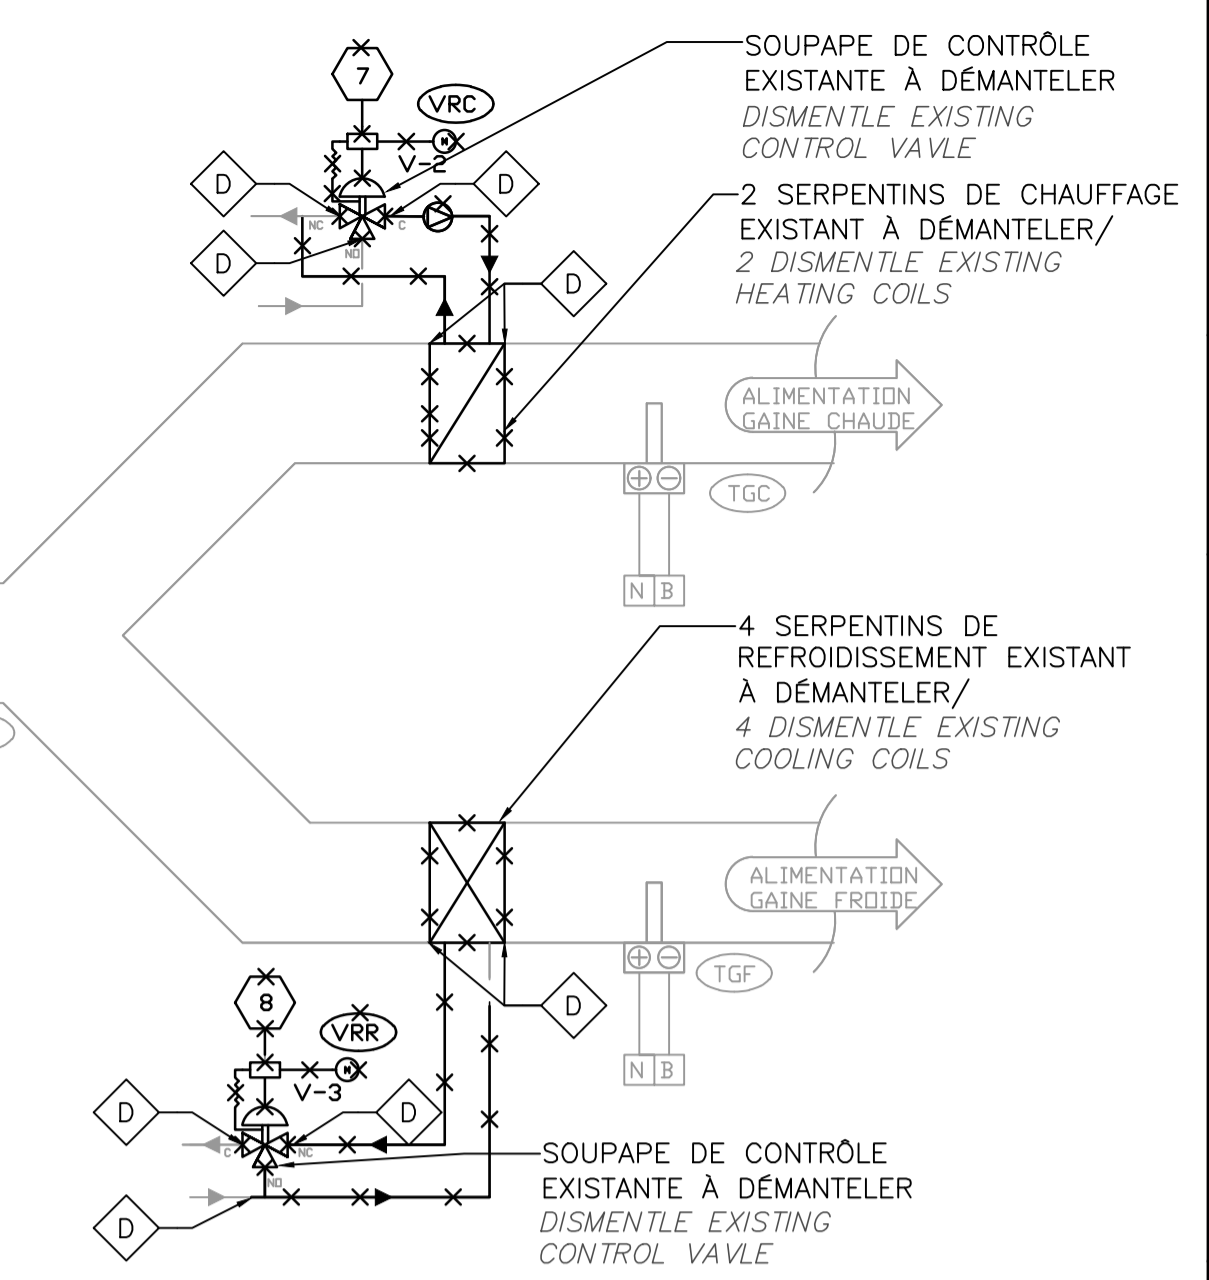 7
VRC
N
V-2
D
D
NC
C
D
NO
D
SOUPAPE DE CONTRÔLE
EXISTANTE À DÉMANTELER
DISMENTLE EXISTING
CONTROL VAVLE
2 SERPENTINS DE CHAUFFAGE
EXISTANT À DÉMANTELER/
2 DISMENTLE EXISTING
HEATING COILS
ALIMENTATION
GAINE CHAUDE
TGC
N B
4 SERPENTINS DE
REFROIDISSEMENT EXISTANT
À DÉMANTELER/
4 DISMENTLE EXISTING
COOLING COILS
ALIMENTATION
GAINE FROIDE
TGF
N B
D
8
VRR
N
V-3
D
D
C
NC
NO
D
SOUPAPE DE CONTRÔLE
EXISTANTE À DÉMANTELER
DISMENTLE EXISTING
CONTROL VAVLE